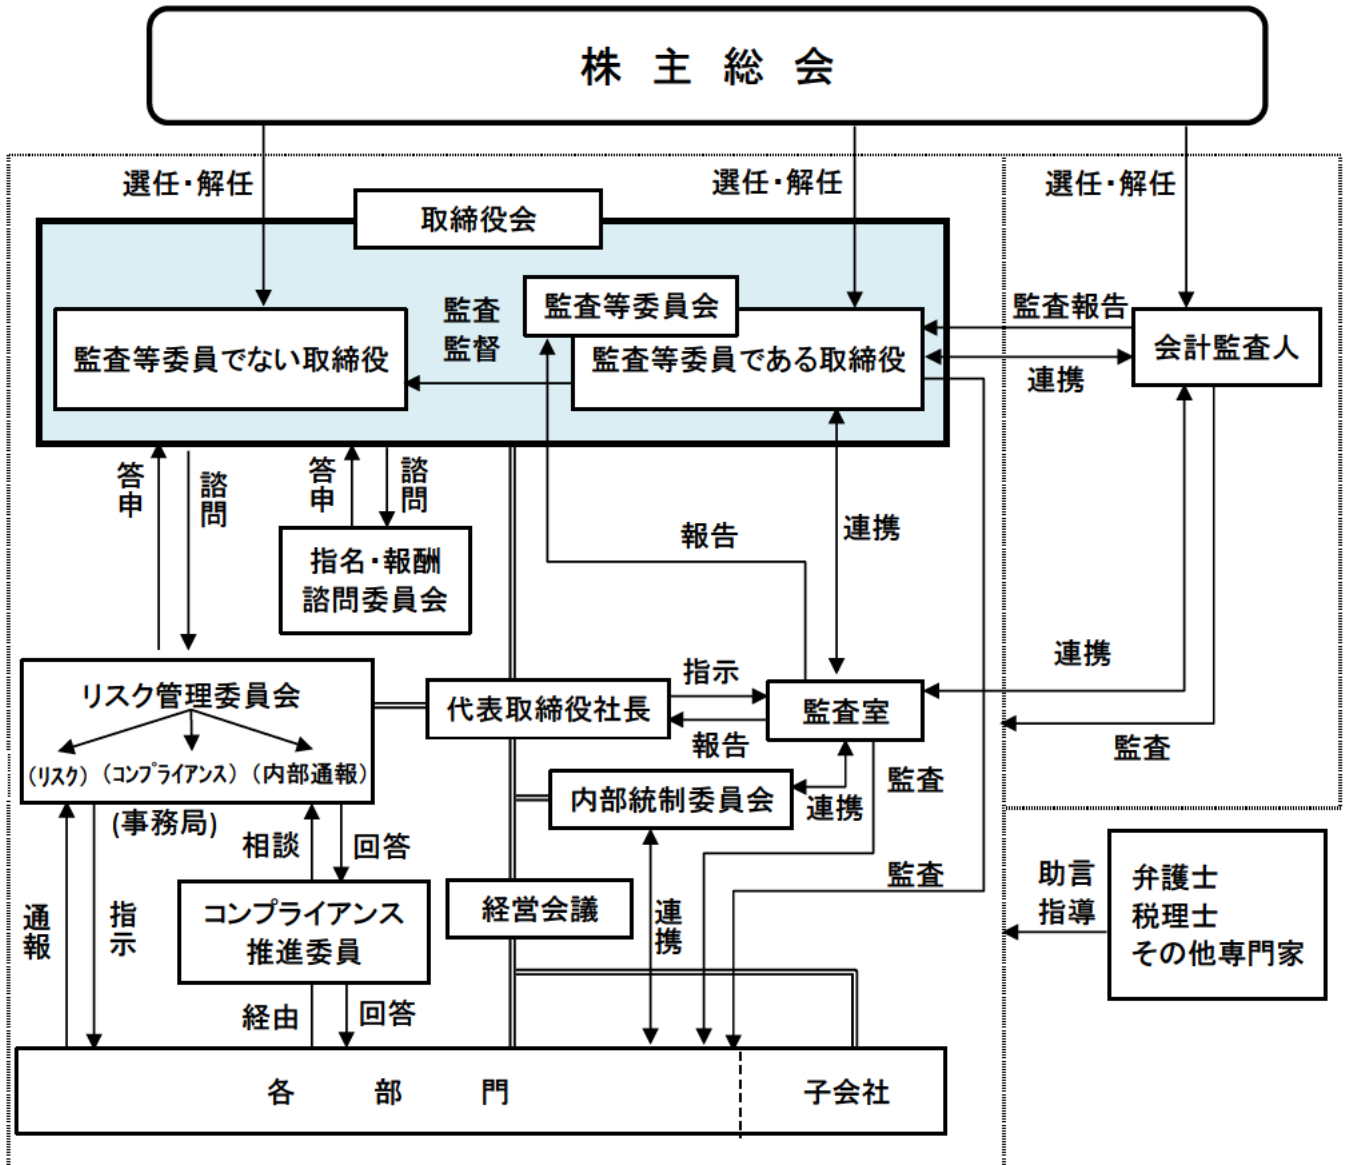 株主総会
選任・解任
選任・解任
選任・解任
取締役会
監査等委員会
監査等委員でない取締役
監査
監督
監査等委員である取締役
監査報告
連携
会計監査人
答申
諮問
答申
諮問
指名・報酬
諮問委員会
報告
連携
連携
監査
リスク管理委員会
(リスク)
(コンプライアンス)
(内部通報)
(事務局)
代表取締役社長
指示
報告
監査室
内部統制委員会
連携
監査
監査
相談
回答
コンプライアンス
推進委員
経営会議
連携
通報
指示
経由
回答
助言
指導
弁護士
税理士
その他専門家
各部門
子会社